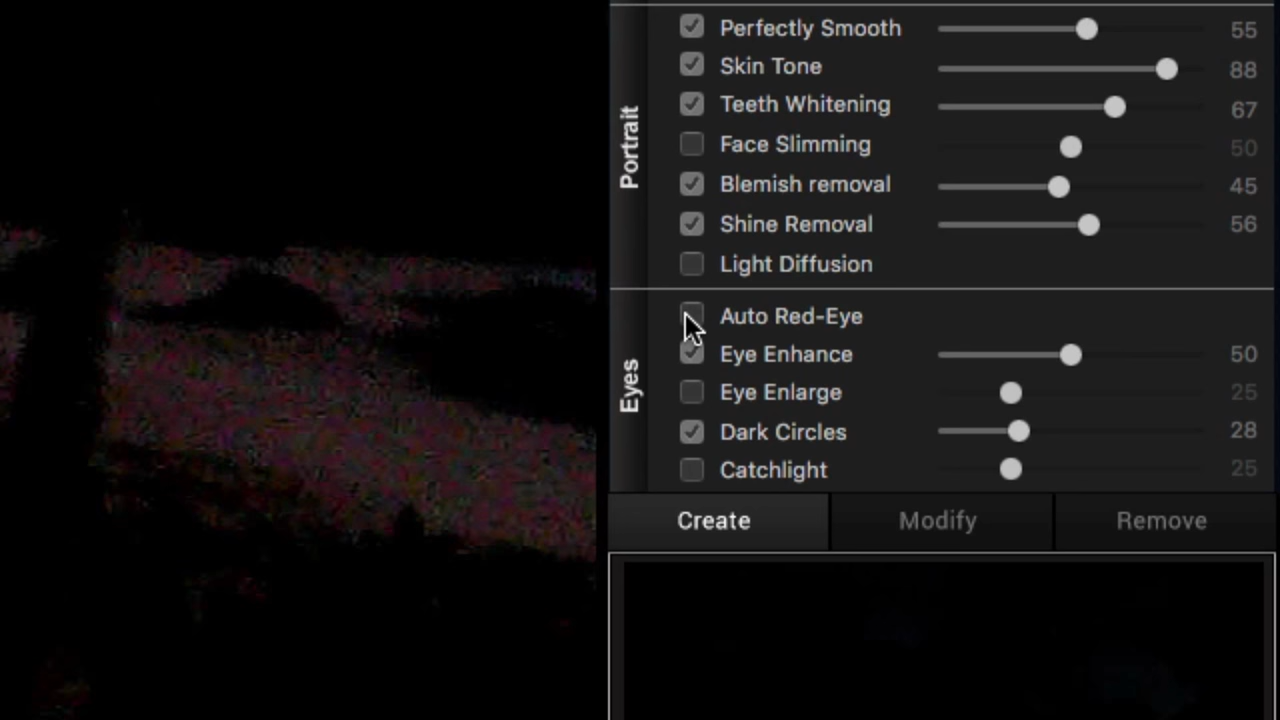 Portrait
Perfectly Smooth 55
Skin Tone 88
Teeth Whitening 67
Face Slimming 50
Blemish removal 45
Shine Removal 56
Light Diffusion
Eyes
Auto Red-Eye
Eye Enhance 50
Eye Enlarge 25
Dark Circles 28
Catchlight 25
Create Modify Remove